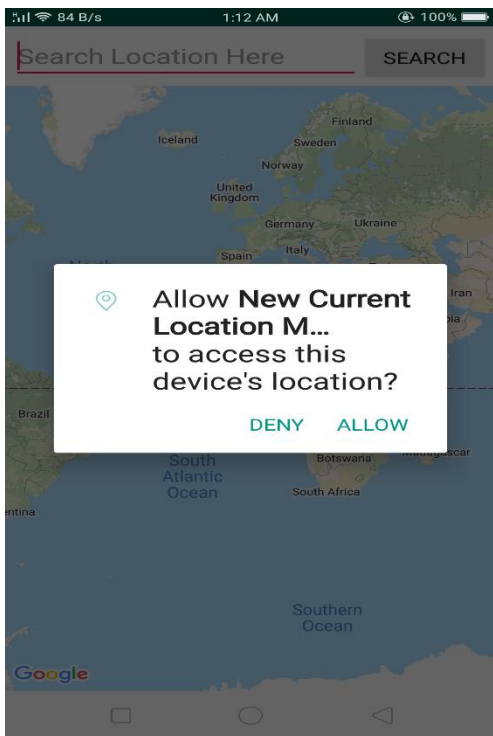 84 B/s
1:12 AM
100%
Search Location Here
SEARCH
Finland
Iceland
Sweden
Norway
United
Kingdom
Germany
Ukraine
Italy
Spain
Iran
Allow New Current
Location M...
to access this
device's location?
DENY
ALLOW
Brazil
South
Atlantic
Ocean
Botswana
South Africa
Southern
Ocean
Google